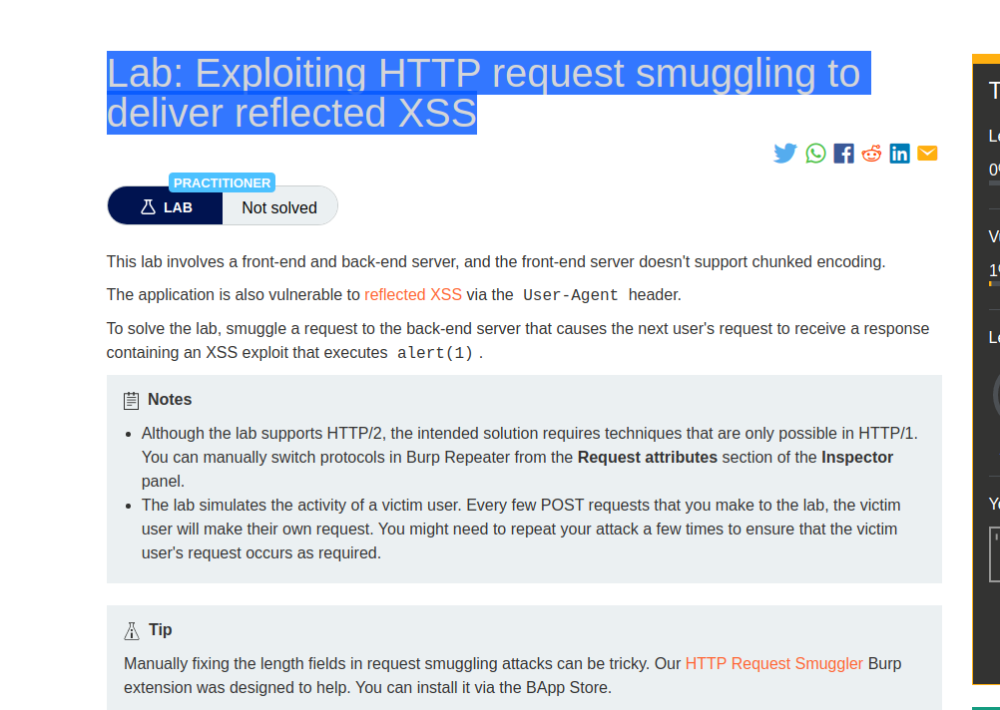 Lab: Exploiting HTTP request smuggling to
deliver reflected XSS
PRACTITIONER
LAB
Not solved
This lab involves a front-end and back-end server, and the front-end server doesn't support chunked encoding.
The application is also vulnerable to reflected XSS via the User-Agent header.
To solve the lab, smuggle a request to the back-end server that causes the next user's request to receive a response
containing an XSS exploit that executes alert(1) .
Notes
• Although the lab supports HTTP/2, the intended solution requires techniques that are only possible in HTTP/1.
You can manually switch protocols in Burp Repeater from the Request attributes section of the Inspector
panel.
• The lab simulates the activity of a victim user. Every few POST requests that you make to the lab, the victim
user will make their own request. You might need to repeat your attack a few times to ensure that the victim
user's request occurs as required.
Tip
Manually fixing the length fields in request smuggling attacks can be tricky. Our HTTP Request Smuggler Burp
extension was designed to help. You can install it via the BApp Store.